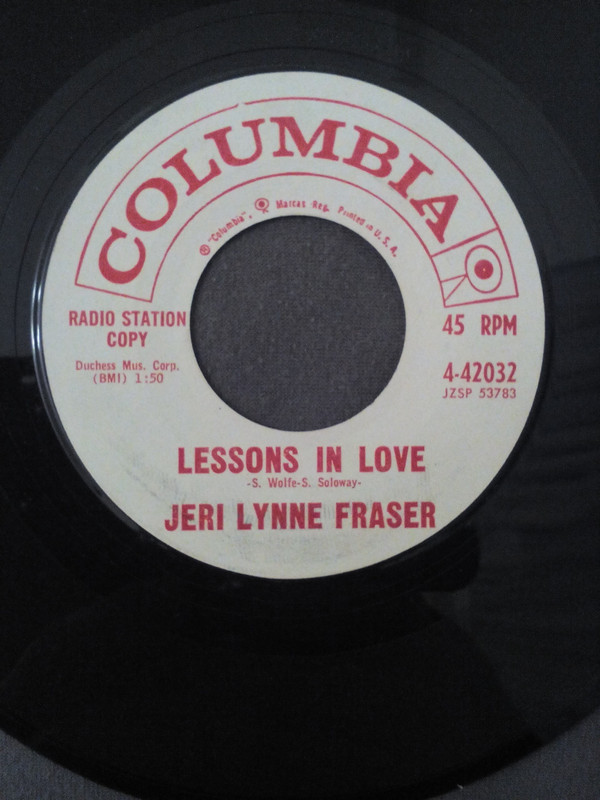 COLUMBIA
Ⓟ "Columbia", Marcas Reg. Printed in U. S. A.
RADIO STATION
COPY
Duchess Mus. Corp.
(BMI) 1:50
45 RPM
4-42032
JZSP 53783
LESSONS IN LOVE
-S. Wolfe-S. Soloway-
JERI LYNNE FRASER